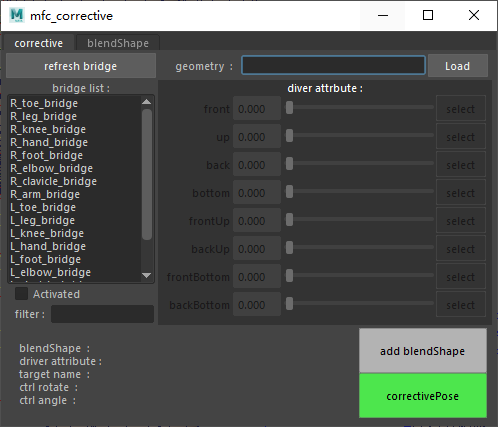 mfc_corrective
corrective
blendShape
refresh bridge
geometry :
Load
bridge list :
diver attrbute :
R_toe_bridge
R_leg_bridge
R_knee_bridge
R_hand_bridge
R_foot_bridge
R_elbow_bridge
R_clavicle_bridge
R_arm_bridge
L_toe_bridge
L_leg_bridge
L_knee_bridge
L_hand_bridge
L_foot_bridge
L_elbow_bridge
front 0.000 select
up 0.000 select
back 0.000 select
bottom 0.000 select
frontUp 0.000 select
backUp 0.000 select
frontBottom 0.000 select
backBottom 0.000 select
Activated
filter :
blendShape :
driver attribute :
target name :
ctrl rotate :
ctrl angle :
add blendShape
correctivePose